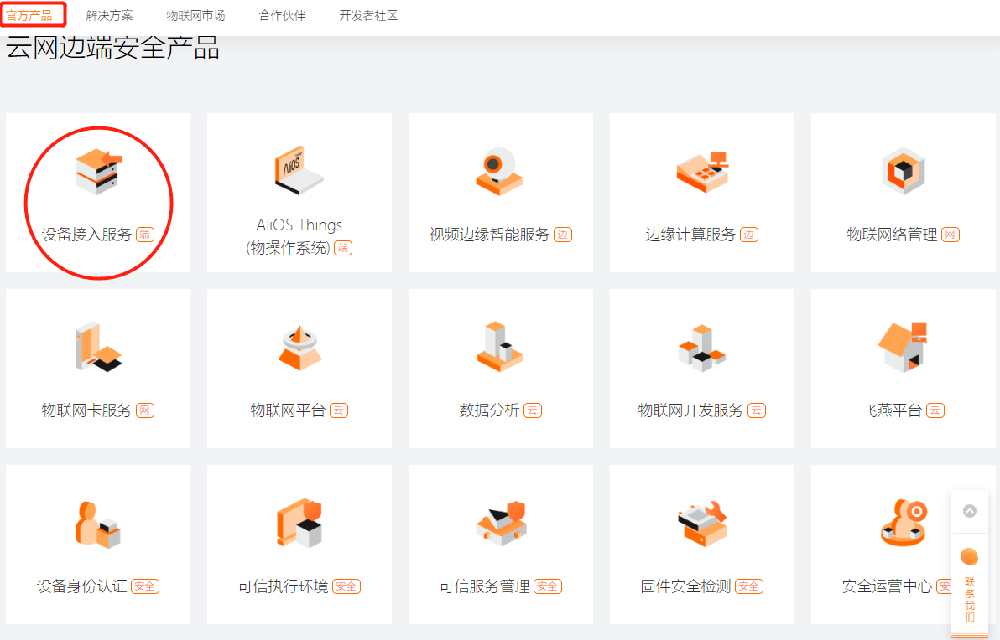 官方产品 解决方案 物联网市场 合作伙伴 开发者社区
云网边端安全产品
AliOS
设备接入服务 端
AliOS Things
(物操作系统) 端
视频边缘智能服务 边
边缘计算服务 边
物联网络管理 网
物联网卡服务 网
物联网平台 云
数据分析 云
物联网开发服务 云
飞燕平台 云
设备身份认证 安全
可信执行环境 安全
可信服务管理 安全
固件安全检测 安全
安全运营中心 安
联系我们